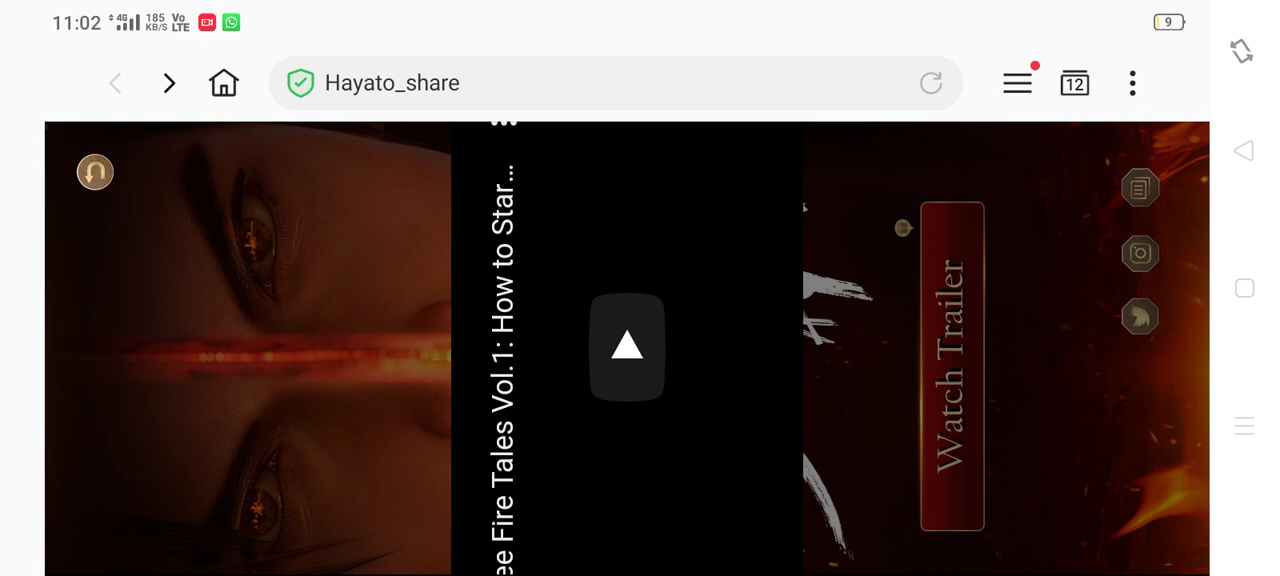 11:02 4G 185 KB/S Vo LTE 9
Hayato_share
12
ee Fire Tales Vol.1: How to Star...
Watch Trailer